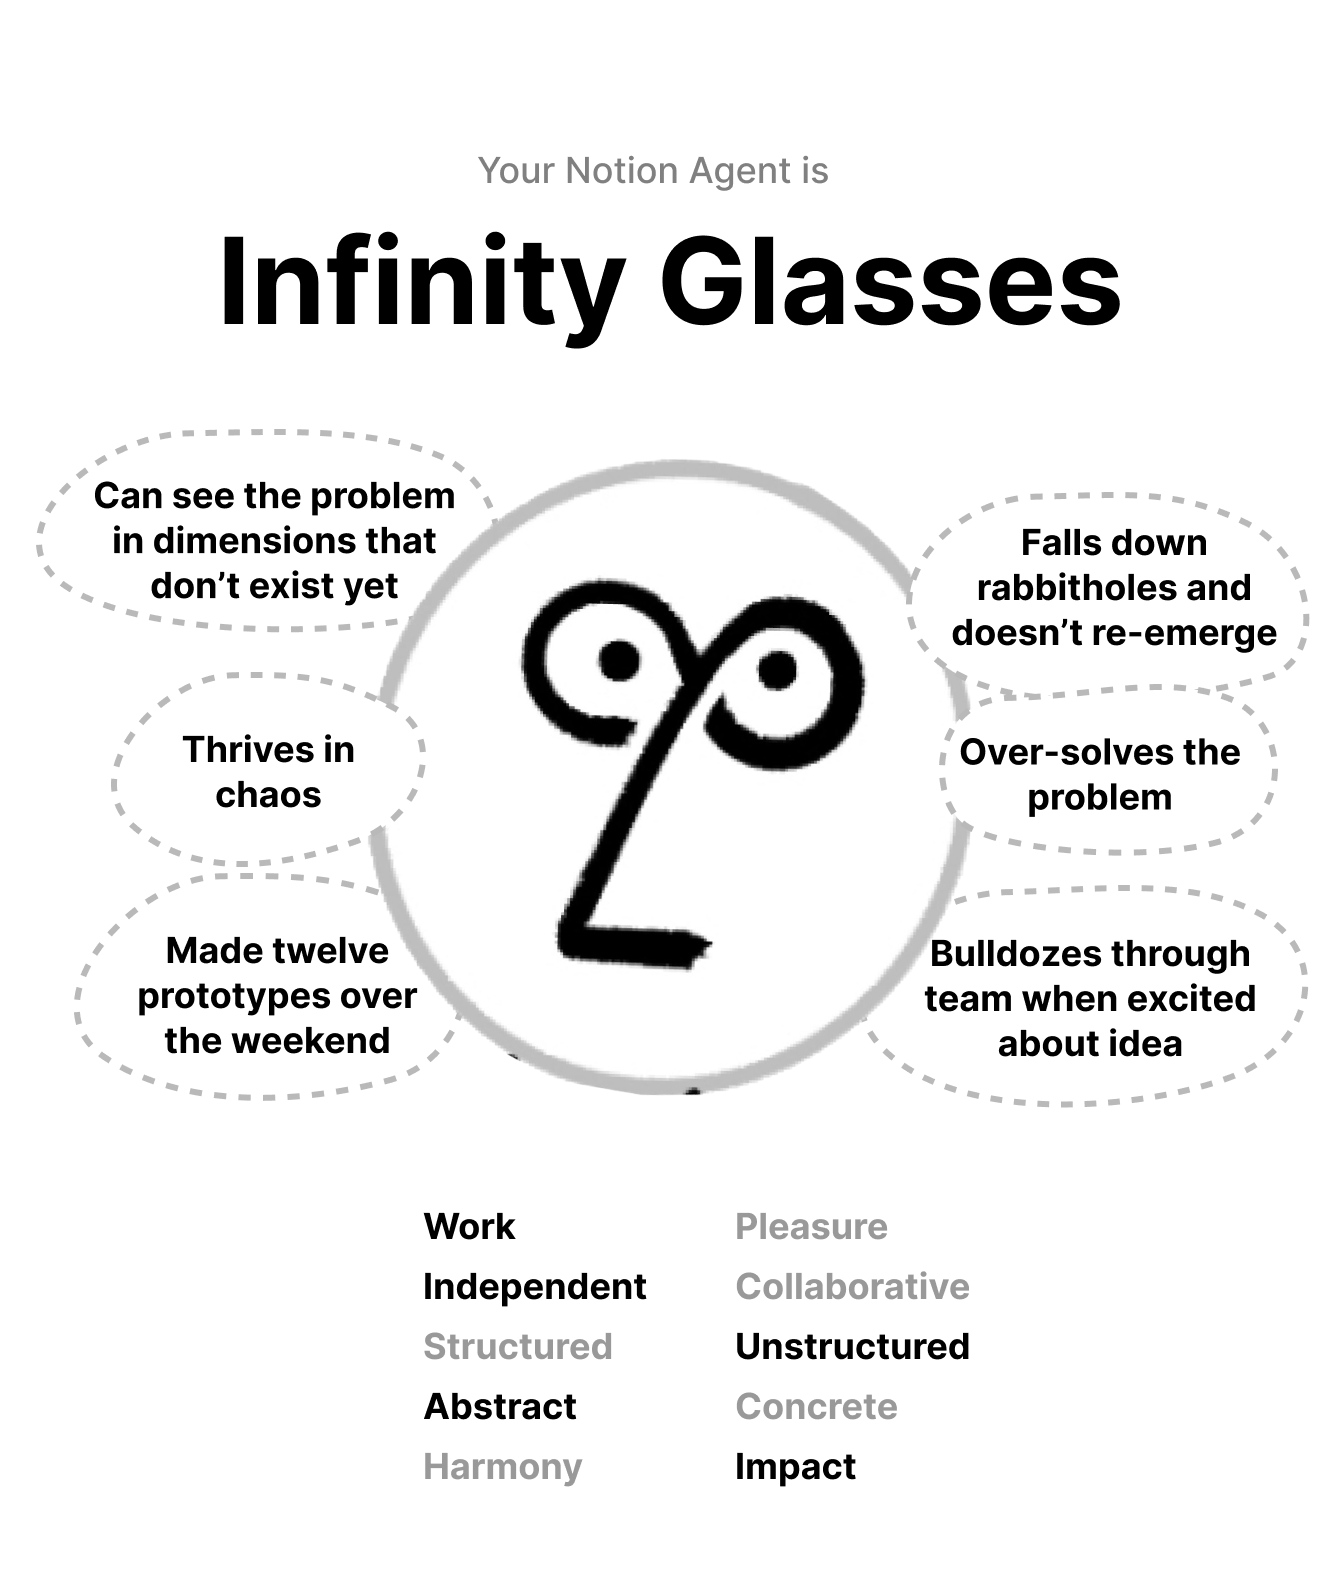 Your Notion Agent is
Infinity Glasses
Can see the problem
in dimensions that
don’t exist yet
Thrives in
chaos
Made twelve
prototypes over
the weekend
Falls down
rabbitholes and
doesn’t re-emerge
Over-solves the
problem
Bulldozes through
team when excited
about idea
Work Pleasure
Independent Collaborative
Structured Unstructured
Abstract Concrete
Harmony Impact